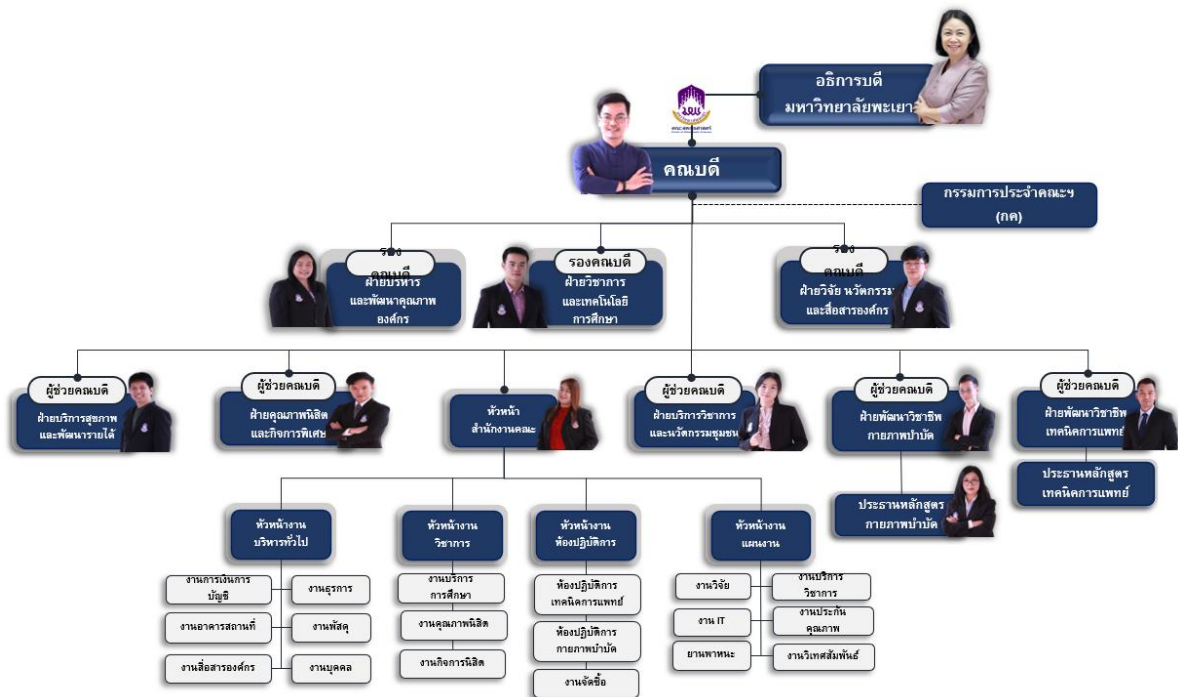 อธิการบดี
มหาวิทยาลัยพะเยา
คณะสหเวชศาสตร์
คณบดี
กรรมการประจำคณะฯ
(กค)
รอง
คณบดี
ฝ่ายบริหาร
และพัฒนาคุณภาพ
องค์กร
รองคณบดี
ฝ่ายวิชาการ
และเทคโนโลยี
การศึกษา
รอง
คณบดี
ฝ่ายวิจัย นวัตกรรม
และสื่อสารองค์กร
ผู้ช่วยคณบดี
ฝ่ายบริการสุขภาพ
และพัฒนารายได้
ผู้ช่วยคณบดี
ฝ่ายคุณภาพนิสิต
และกิจการพิเศษ
หัวหน้า
สำนักงานคณะ
ผู้ช่วยคณบดี
ฝ่ายบริการวิชาการ
และนวัตกรรมชุมชน
ผู้ช่วยคณบดี
ฝ่ายพัฒนาวิชาชีพ
กายภาพบำบัด
ผู้ช่วยคณบดี
ฝ่ายพัฒนาวิชาชีพ
เทคนิคการแพทย์
ประธานหลักสูตร
กายภาพบำบัด
ประธานหลักสูตร
เทคนิคการแพทย์
หัวหน้างาน
บริหารทั่วไป
งานการเงินการ
บัญชี
งานธุรการ
งานอาคารสถานที่
งานพัสดุ
งานสื่อสารองค์กร
งานบุคคล
หัวหน้างาน
วิชาการ
งานบริการ
การศึกษา
งานคุณภาพนิสิต
งานกิจการนิสิต
หัวหน้างาน
ห้องปฏิบัติการ
ห้องปฏิบัติการ
เทคนิคการแพทย์
ห้องปฏิบัติการ
กายภาพบำบัด
งานจัดซื้อ
หัวหน้างาน
แผนงาน
งานวิจัย
งานบริการ
วิชาการ
งาน IT
งานประกัน
คุณภาพ
ยานพาหนะ
งานวิเทศสัมพันธ์